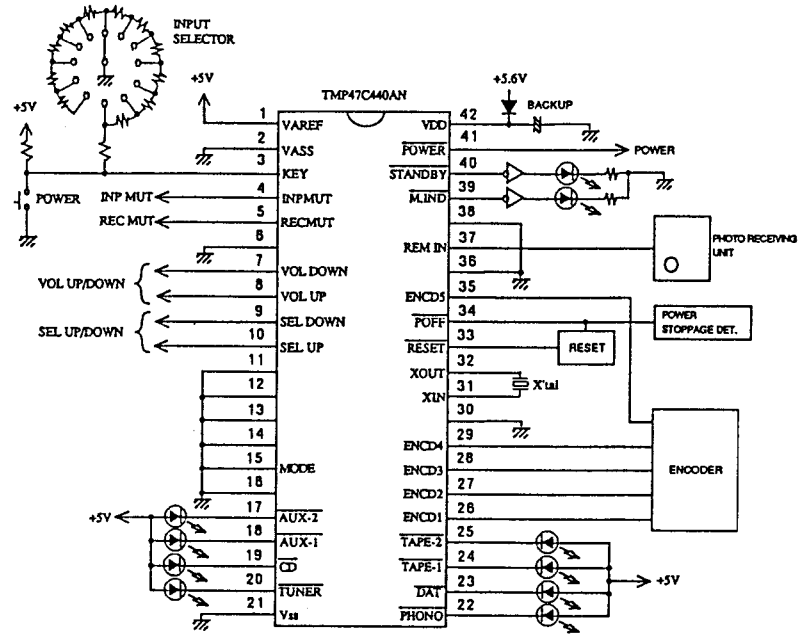 INPUT
SELECTOR
+5V
POWER
INP MUT
REC MUT
VOL UP/DOWN
SEL UP/DOWN
+5V
TMP47C440AN
1 VAREF
2 VASS
3 KEY
4 INPMUT
5 RECMUT
6
7 VOL DOWN
8 VOL UP
9 SEL DOWN
10 SEL UP
11
12
13
14
15 MODE
16
17 AUX-2
18 AUX-1
19 CD
20 TUNER
21 Vss
+5V
42 VDD
41 POWER
40 STANDBY
39 M.IND
38
37 REM IN
36
35 ENCD5
34 POFF
33 RESET
32 XOUT
31 XIN
30
29 ENCD4
28 ENCD3
27 ENCD2
26 ENCD1
25 TAPE-2
24 TAPE-1
23 DAT
22 PHONO
+5.6V
BACKUP
POWER
PHOTO RECEIVING
UNIT
POWER
STOPPAGE DET.
RESET
X'tal
ENCODER
+5V